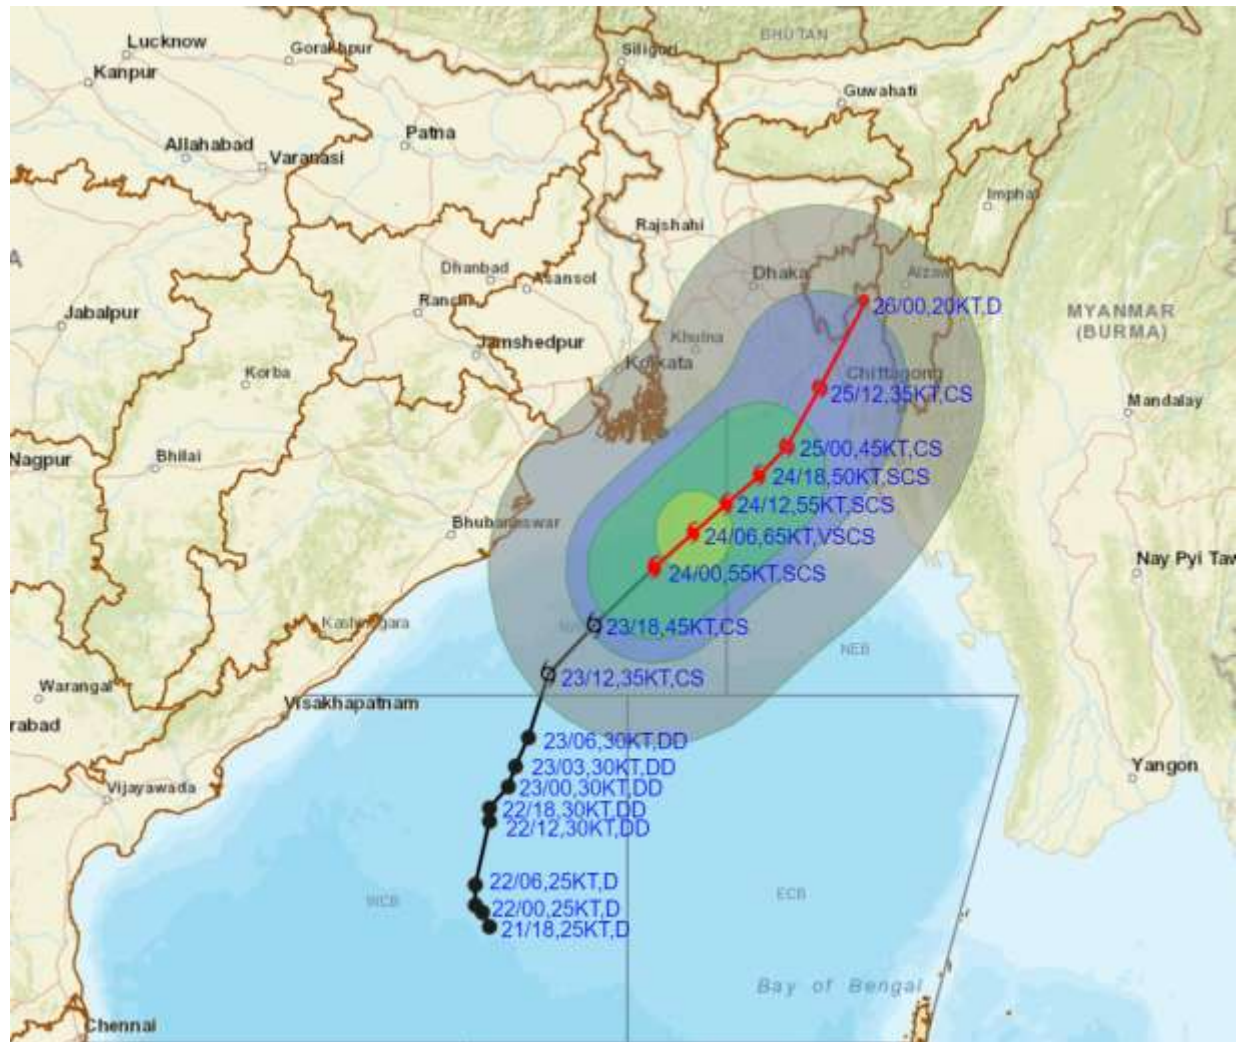 BHUTAN
Lucknow
Gorakhpur
Siliguri
Kanpur
Guwahati
Patna
Allahabad
Varanasi
Imphal
Rajshahi
A
Dhanbad
Asansol
Dhaka
Aizaw
Ranchi
26/00,20KT,D
Jabalpur
MYANMAR
(BURMA)
Khulna
Jamshedpur
Kolkata
Korba
Chittagong
25/12,35KT,CS
Mandalay
25/00,45KT,CS
Nagpur
Bhilai
24/18,50KT,SCS
24/12,55KT,SCS
Bhubaneswar
24/06,65KT,VSCS
Nay Pyi Taw
24/00,55KT,SCS
23/18,45KT,CS
NEB
23/12,35KT,CS
Warangal
Visakhapatnam
rabad
23/06,30KT,DD
23/03,30KT,DD
Yangon
Vijayawada
23/00,30KT,DD
22/18,30KT,DD
22/12,30KT,DD
22/06,25KT,D
WCB
ECB
22/00,25KT,D
21/18,25KT,D
Bay of Bengal
Chennai